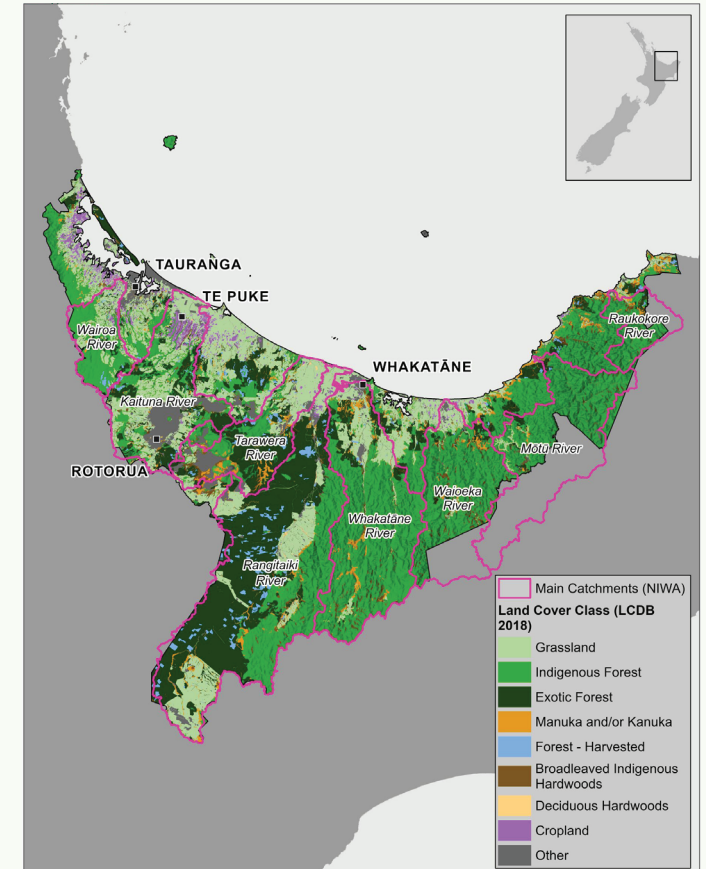 TAURANGA
TE PUKE
Wairoa
River
Raukokore
River
WHAKATĀNE
Kaituna River
Tarawera
River
Motū River
ROTORUA
Waioeka
River
Whakatāne
River
Rangitaiki
River
Main Catchments (NIWA)
Land Cover Class (LCDB
2018)
Grassland
Indigenous Forest
Exotic Forest
Manuka and/or Kanuka
Forest - Harvested
Broadleaved Indigenous
Hardwoods
Deciduous Hardwoods
Cropland
Other